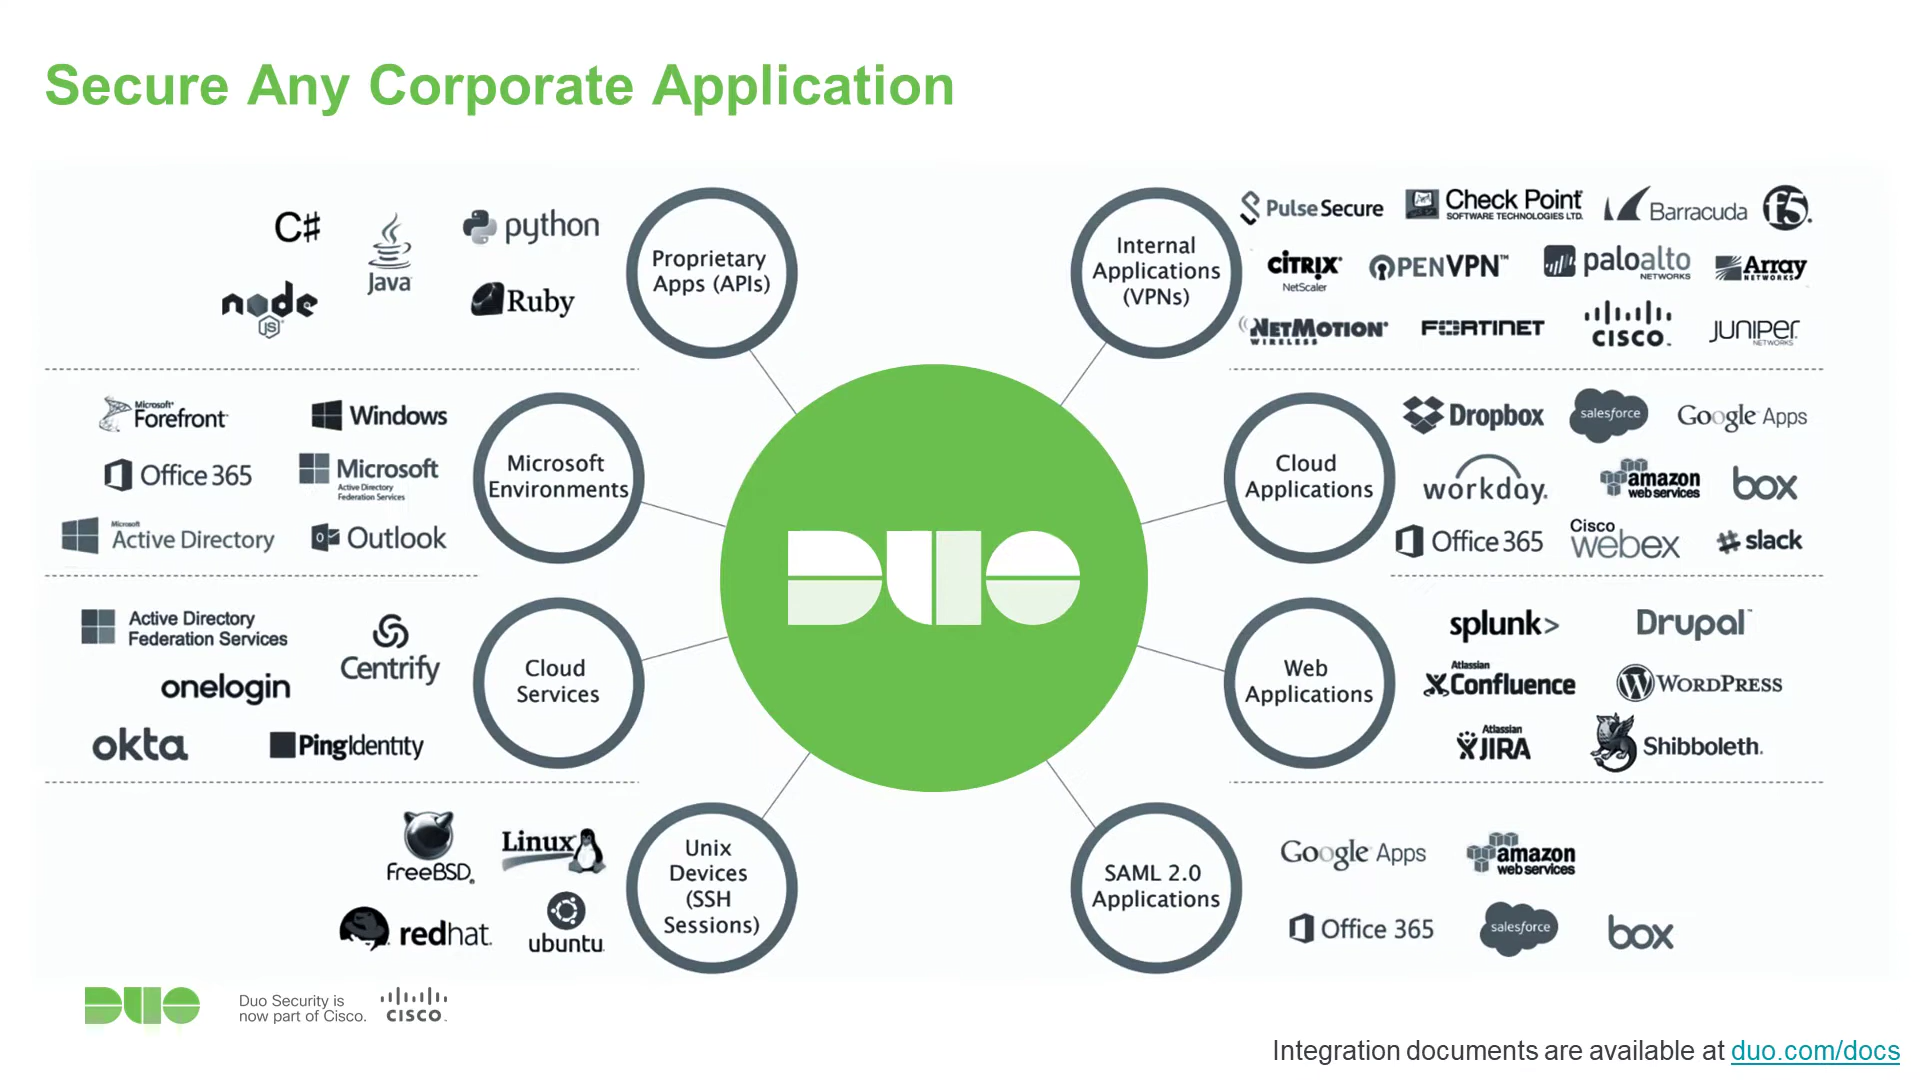 Secure Any Corporate Application
C#
Java
python
node
JS
Ruby
Proprietary
Apps (APIs)
Internal
Applications
(VPNs)
Pulse Secure
Check Point
SOFTWARE TECHNOLOGIES LTD.
Barracuda
f5
CITRIX
NetScaler
OPENVPN™
paloalto
NETWORKS
Array
NETWORKS
NETMOTION
WIRELESS
FORTINET
CISCO
JUNIPER
NETWORKS
Microsoft
Forefront
Windows
Office 365
Microsoft
Active Directory
Federation Services
Microsoft
Active Directory
Outlook
Microsoft
Environments
Cloud
Applications
Dropbox
salesforce
Google Apps
workday.
amazon
web services
box
Office 365
Cisco
webex
slack
DUO
Active Directory
Federation Services
Centrify
onelogin
okta
PingIdentity
Cloud
Services
Web
Applications
splunk>
Drupal™
Atlassian
Confluence
WORDPRESS
Atlassian
JIRA
Shibboleth.
FreeBSD
Linux
redhat.
ubuntu
Unix
Devices
(SSH
Sessions)
SAML 2.0
Applications
Google Apps
amazon
web services
Office 365
salesforce
box
DUO
Duo Security is
now part of Cisco.
CISCO
Integration documents are available at duo.com/docs